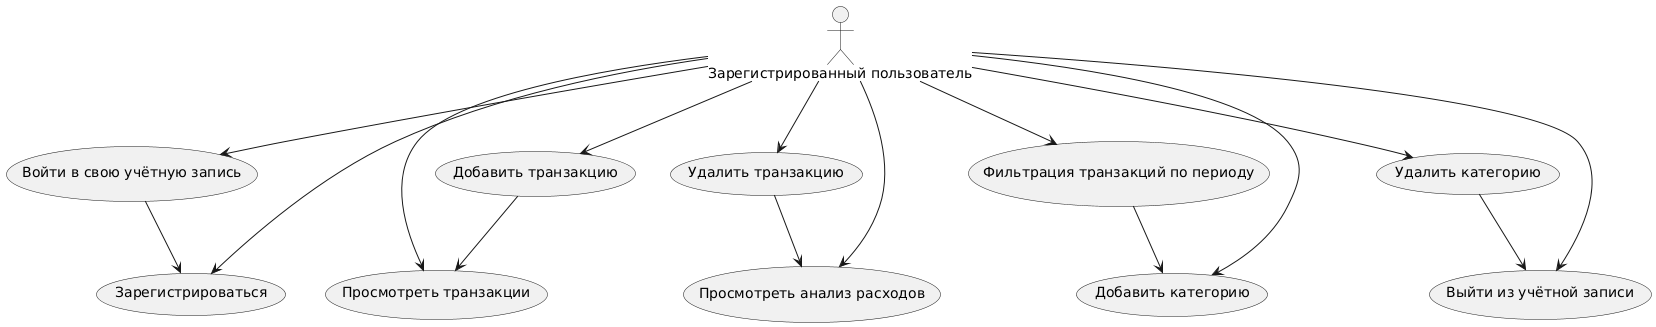 Зарегистрированный пользователь
Войти в свою учётную запись
Добавить транзакцию
Удалить транзакцию
Фильтрация транзакций по периоду
Удалить категорию
Зарегистрироваться
Просмотреть транзакции
Просмотреть анализ расходов
Добавить категорию
Выйти из учётной записи